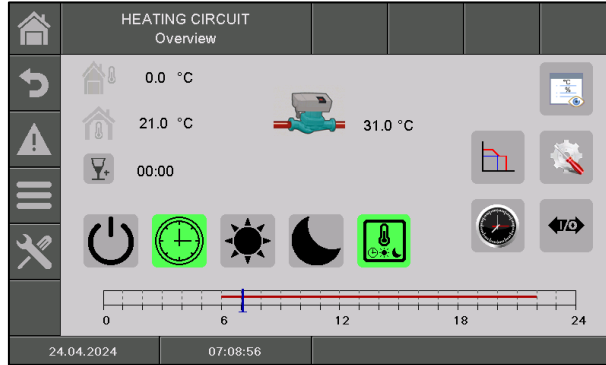 HEATING CIRCUIT
Overview
0.0 °C
21.0 °C
31.0 °C
00:00
°C
%
I/O
0 6 12 18 24
24.04.2024 07:08:56